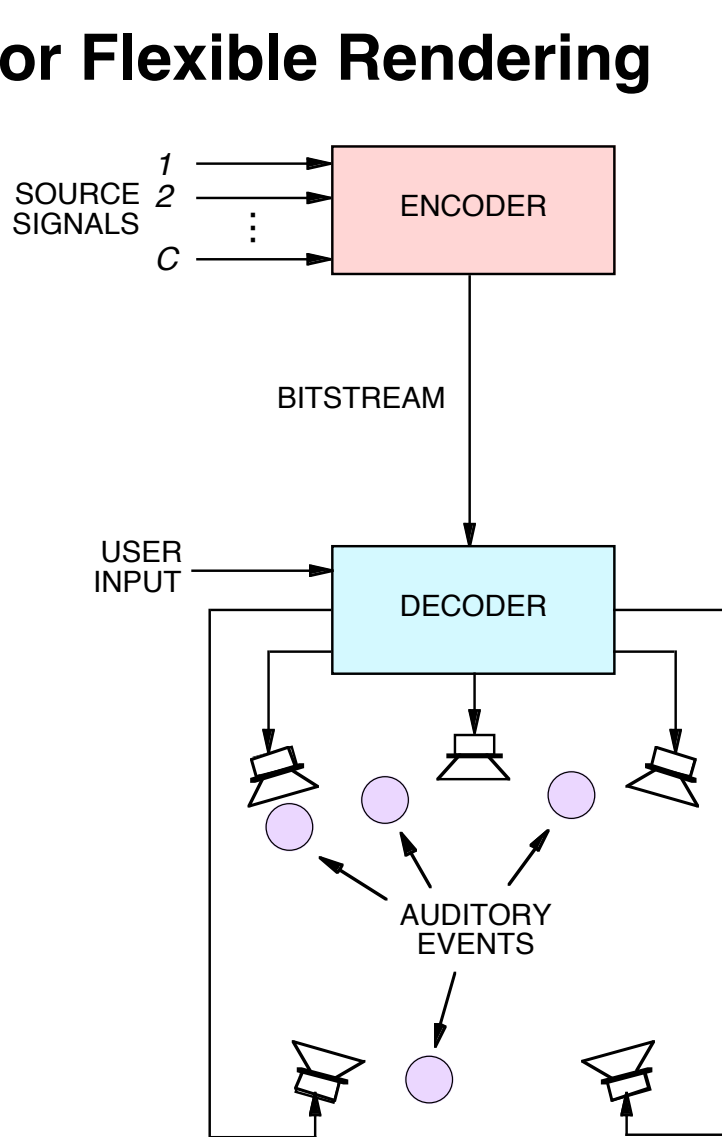 or Flexible Rendering
1
SOURCE 2
SIGNALS
⋮
C
ENCODER
BITSTREAM
USER
INPUT
DECODER
AUDITORY
EVENTS